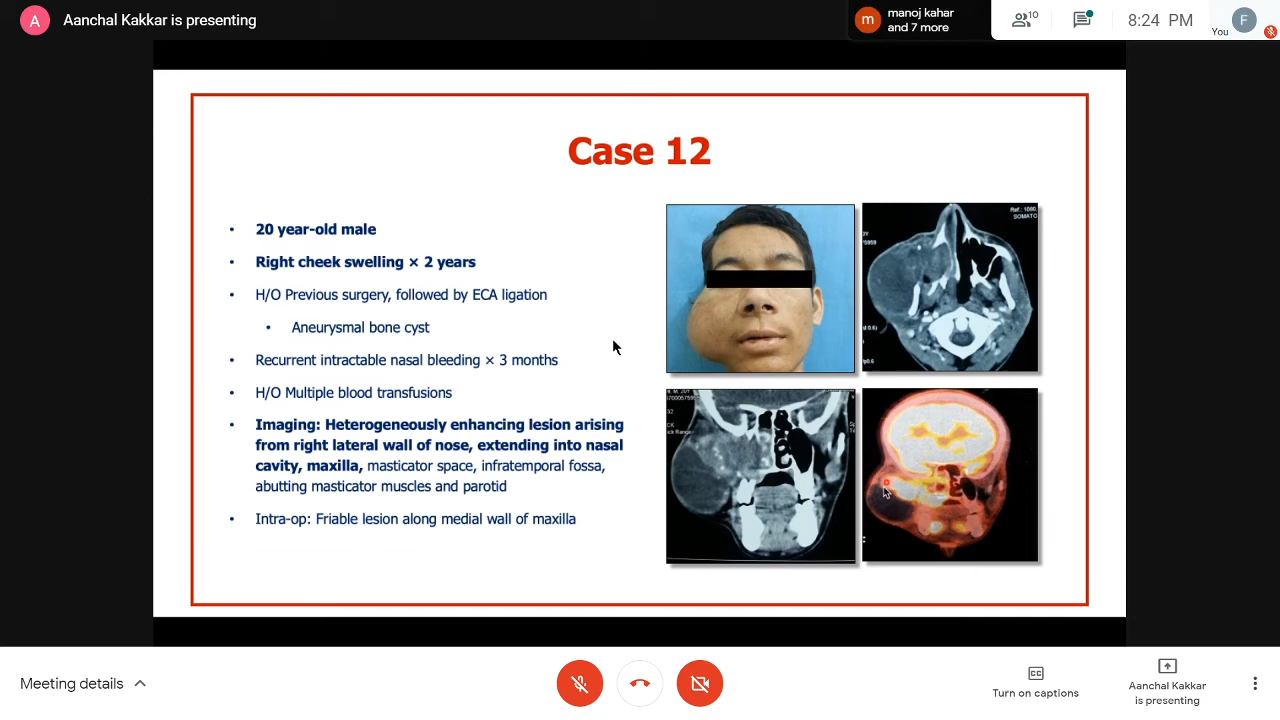 A
Aanchal Kakkar is presenting
m
manoj kahar
and 7 more
10
8:24 PM
You
F
Case 12
• 20 year-old male
• Right cheek swelling × 2 years
• H/O Previous surgery, followed by ECA ligation
• Aneurysmal bone cyst
• Recurrent intractable nasal bleeding × 3 months
• H/O Multiple blood transfusions
• Imaging: Heterogeneously enhancing lesion arising
from right lateral wall of nose, extending into nasal
cavity, maxilla, masticator space, infratemporal fossa,
abutting masticator muscles and parotid
• Intra-op: Friable lesion along medial wall of maxilla
SOMATO
Meeting details
CC
Turn on captions
Aanchal Kakkar
is presenting